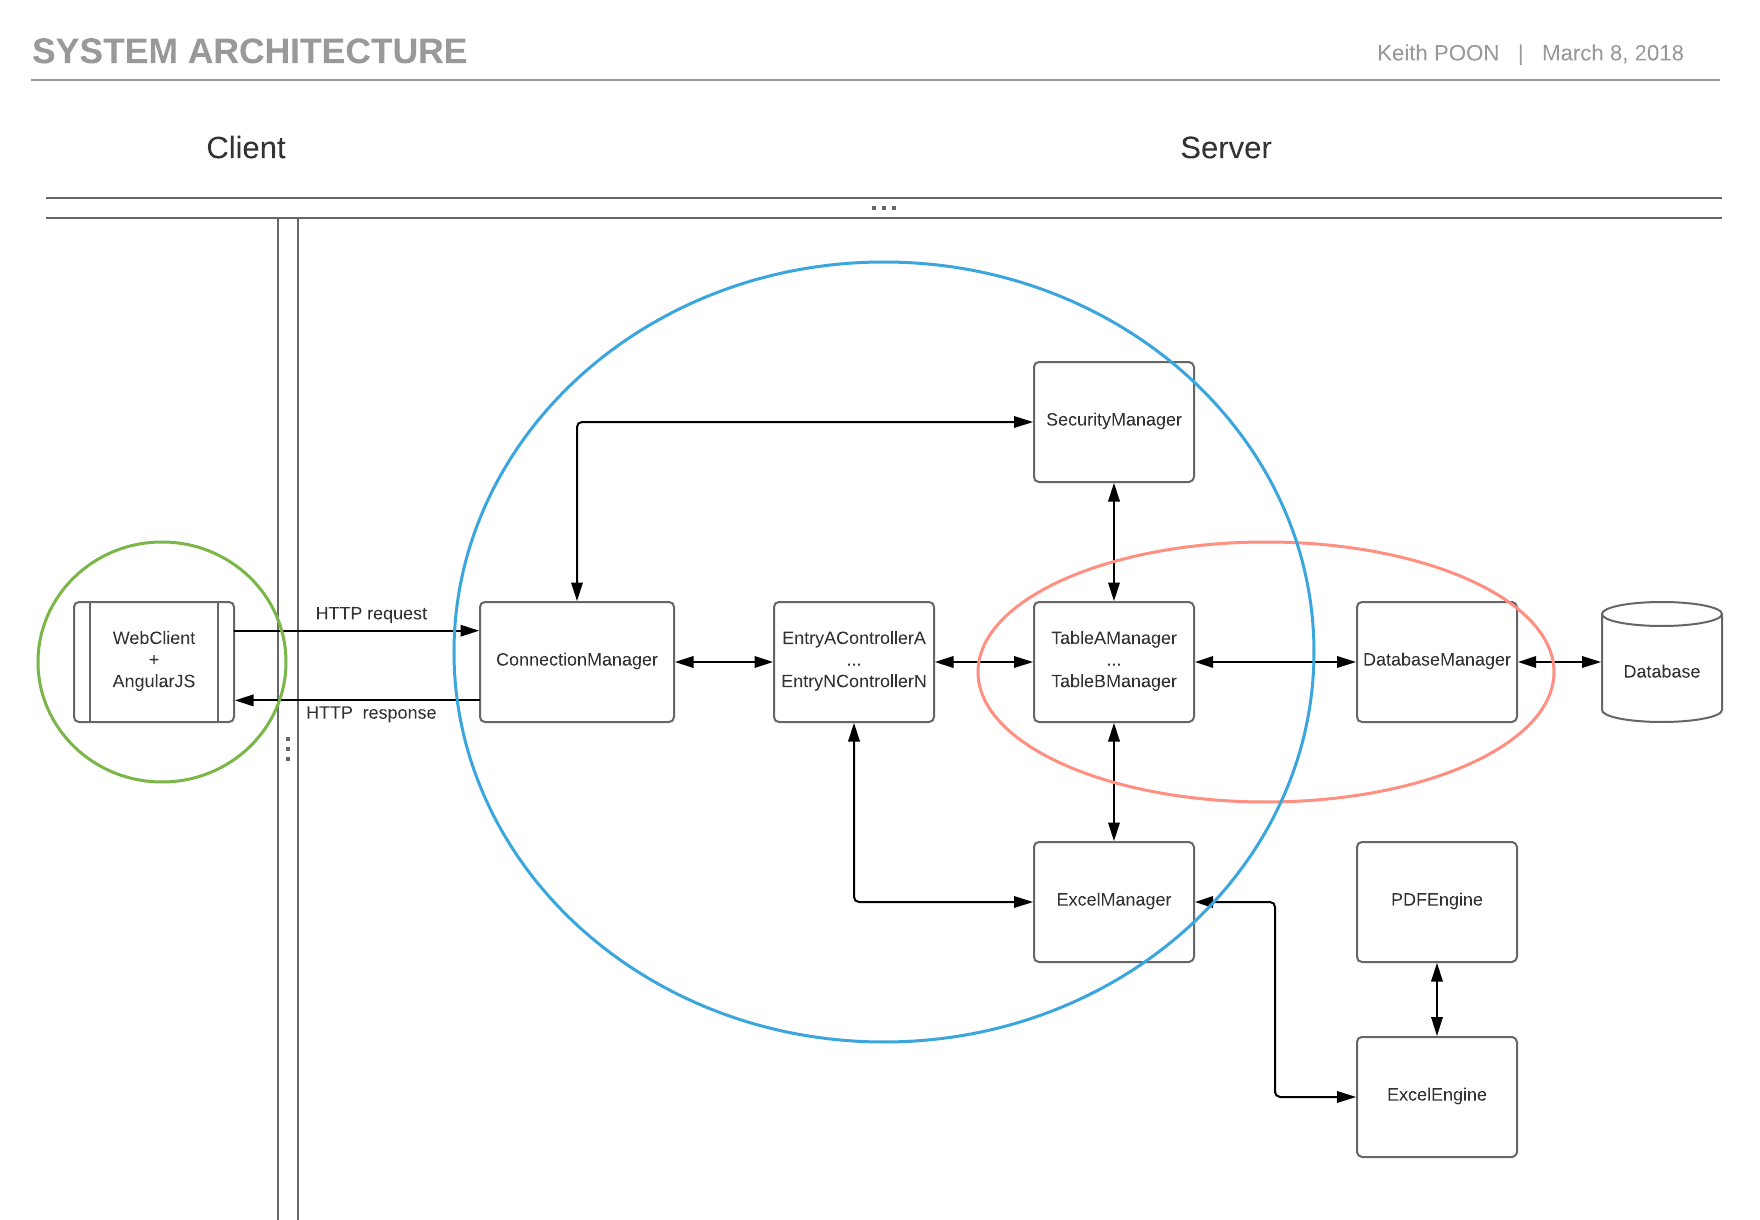 SYSTEM ARCHITECTURE
Keith POON | March 8, 2018
Client
Server
...
SecurityManager
HTTP request
WebClient
+
AngularJS
HTTP response
ConnectionManager
EntryAControllerA
...
EntryNControllerN
TableAManager
...
TableBManager
DatabaseManager
Database
...
ExcelManager
PDFEngine
ExcelEngine